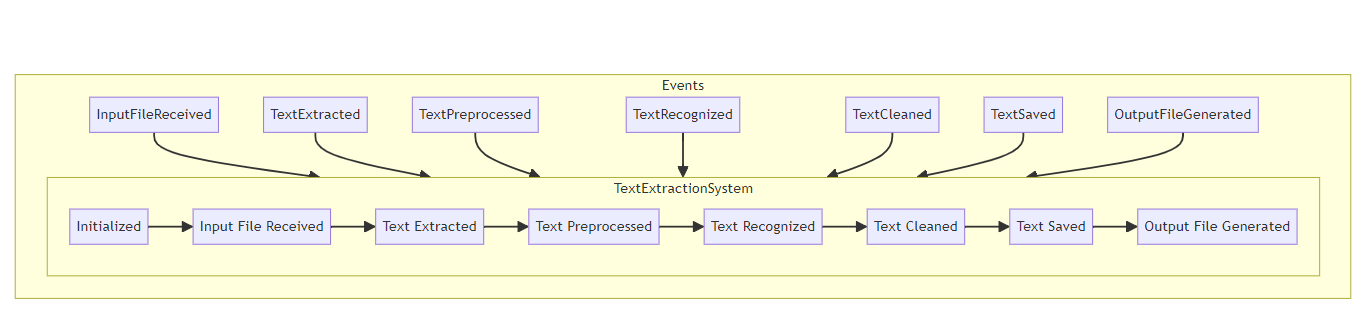 Events
InputFileReceived
TextExtracted
TextPreprocessed
TextRecognized
TextCleaned
TextSaved
OutputFileGenerated
TextExtractionSystem
Initialized
Input File Received
Text Extracted
Text Preprocessed
Text Recognized
Text Cleaned
Text Saved
Output File Generated